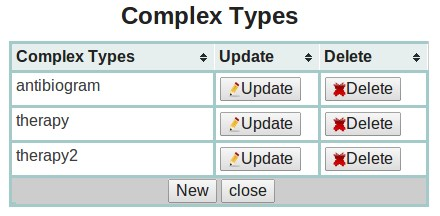 Complex Types
Complex Types Update Delete
antibiogram Update Delete
therapy Update Delete
therapy2 Update Delete
New close